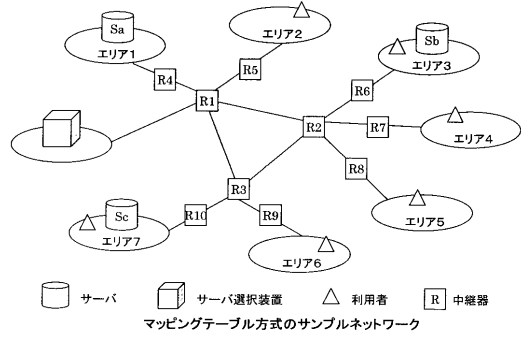 Sa
エリア1
エリア2
Sb
エリア3
R4
R5
R6
R1
R2
R7
エリア4
R8
R3
Sc
R10
R9
エリア5
エリア7
エリア6
サーバ
サーバ選択装置
利用者
R
中継器
マッピングテーブル方式のサンプルネットワーク